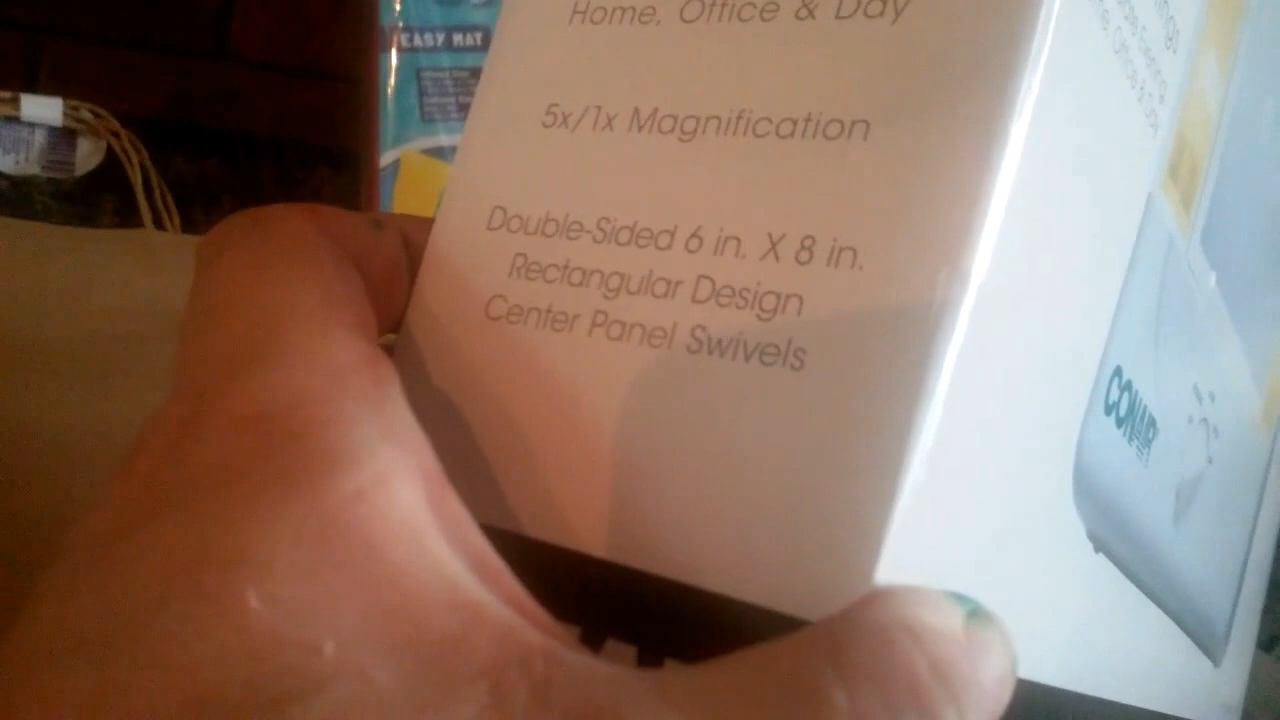 Home, Office & Day
5x/1x Magnification
Double-Sided 6 in. X 8 in.
Rectangular Design
Center Panel Swivels
EASY MAT
CONAIR